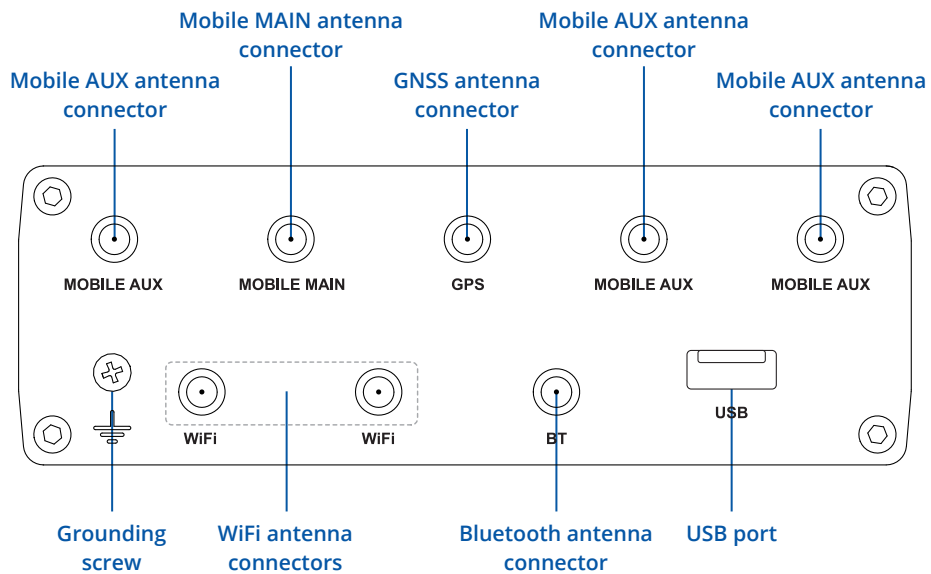 Mobile MAIN antenna
connector
Mobile AUX antenna
connector
Mobile AUX antenna
connector
GNSS antenna
connector
Mobile AUX antenna
connector
MOBILE AUX
MOBILE MAIN
GPS
MOBILE AUX
MOBILE AUX
WiFi
WiFi
BT
USB
Grounding
screw
WiFi antenna
connectors
Bluetooth antenna
connector
USB port